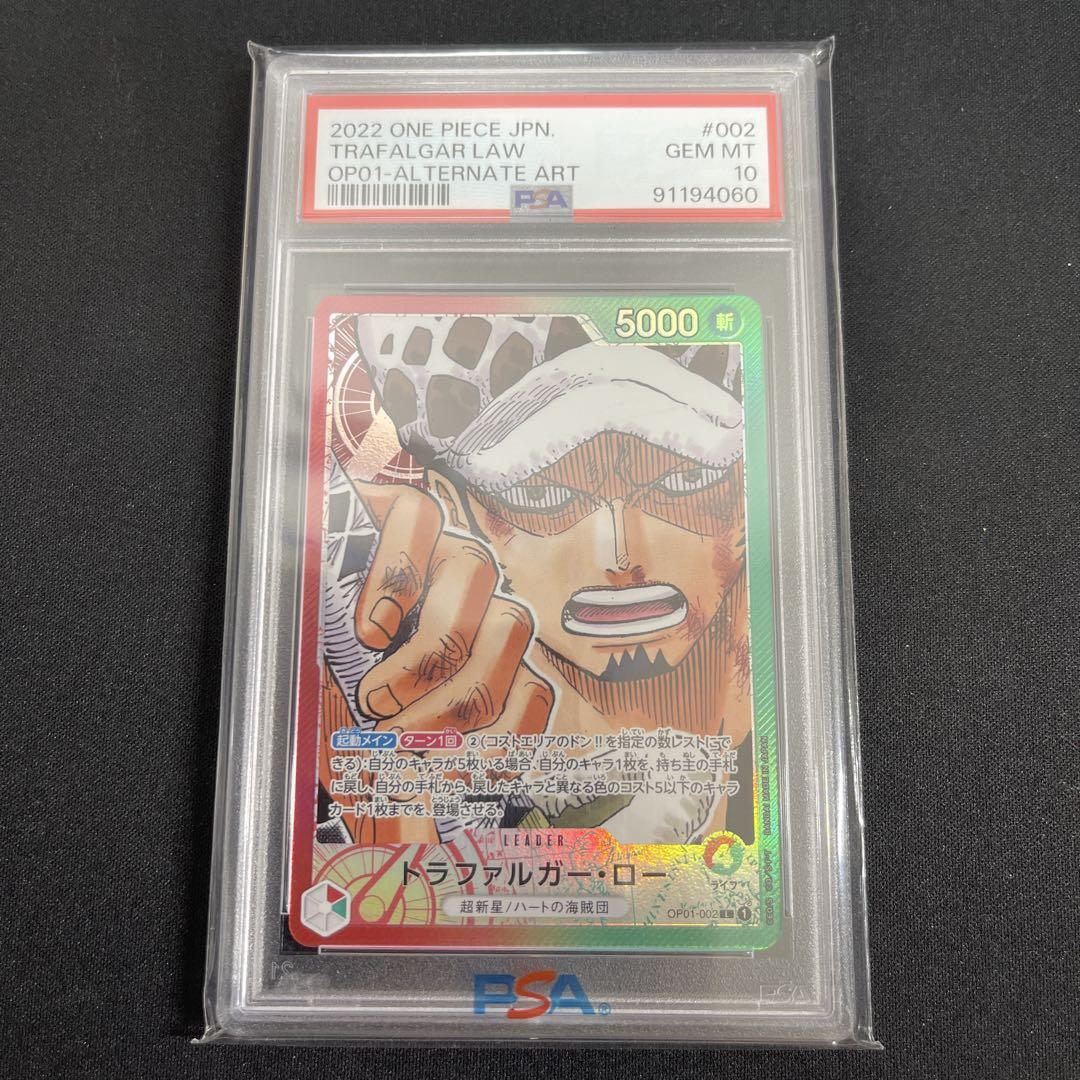 2022 ONE PIECE JPN. #002
TRAFALGAR LAW GEM MT
OP01-ALTERNATE ART 10
PSA 91194060
5000 斬
起動メイン ターン1回 ②(コストエリアのドン!!を指定の数レストにで
きる):自分のキャラが5枚いる場合、自分のキャラ1枚を、持ち主の手札
に戻し、自分の手札から、戻したキャラと異なる色のコスト5以下のキャラ
カード1枚までを、登場させる。
LEADER
トラファルガー・ロー
超新星/ハートの海賊団
ライフ
OP01-002 L 1
BANDAI MADE IN JAPAN
PSA
PSA